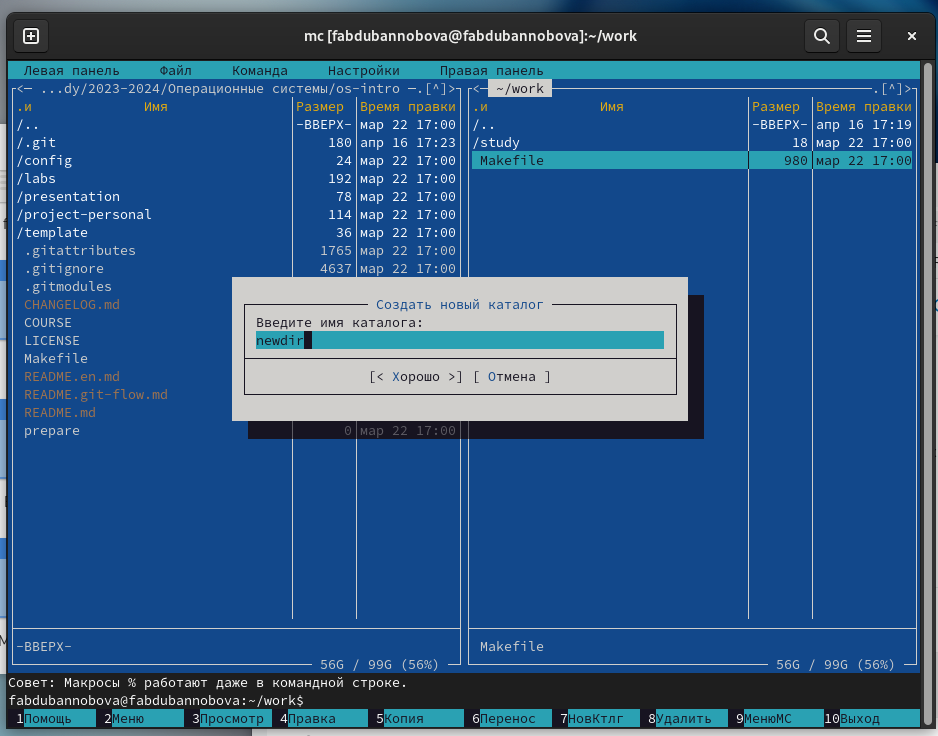 mc [fabdubannobova@fabdubannobova]:~/work
Левая панель Файл Команда Настройки Правая панель
<─ ...dy/2023-2024/Операционные системы/os-intro ─.[^]>
.и Имя Размер Время правки
/.. -ВВЕРХ- мар 22 17:00
/.git 180 апр 16 17:23
/config 24 мар 22 17:00
/labs 192 мар 22 17:00
/presentation 78 мар 22 17:00
/project-personal 114 мар 22 17:00
/template 36 мар 22 17:00
.gitattributes 1765 мар 22 17:00
.gitignore 4637 мар 22 17:00
.gitmodules
CHANGELOG.md
COURSE
LICENSE
Makefile
README.en.md
README.git-flow.md
README.md
prepare 0 мар 22 17:00
-ВВЕРХ-
56G / 99G (56%)
<─ ~/work .[^]>
.и Имя Размер Время правки
/.. -ВВЕРХ- апр 16 17:19
/study 18 мар 22 17:00
Makefile 980 мар 22 17:00
Makefile
56G / 99G (56%)
Создать новый каталог
Введите имя каталога:
newdir
[< Хорошо >] [ Отмена ]
Совет: Макросы % работают даже в командной строке.
fabdubannobova@fabdubannobova:~/work$
1Помощь 2Меню 3Просмотр 4Правка 5Копия 6Перенос 7НовКтлг 8Удалить 9МенюМС 10Выход